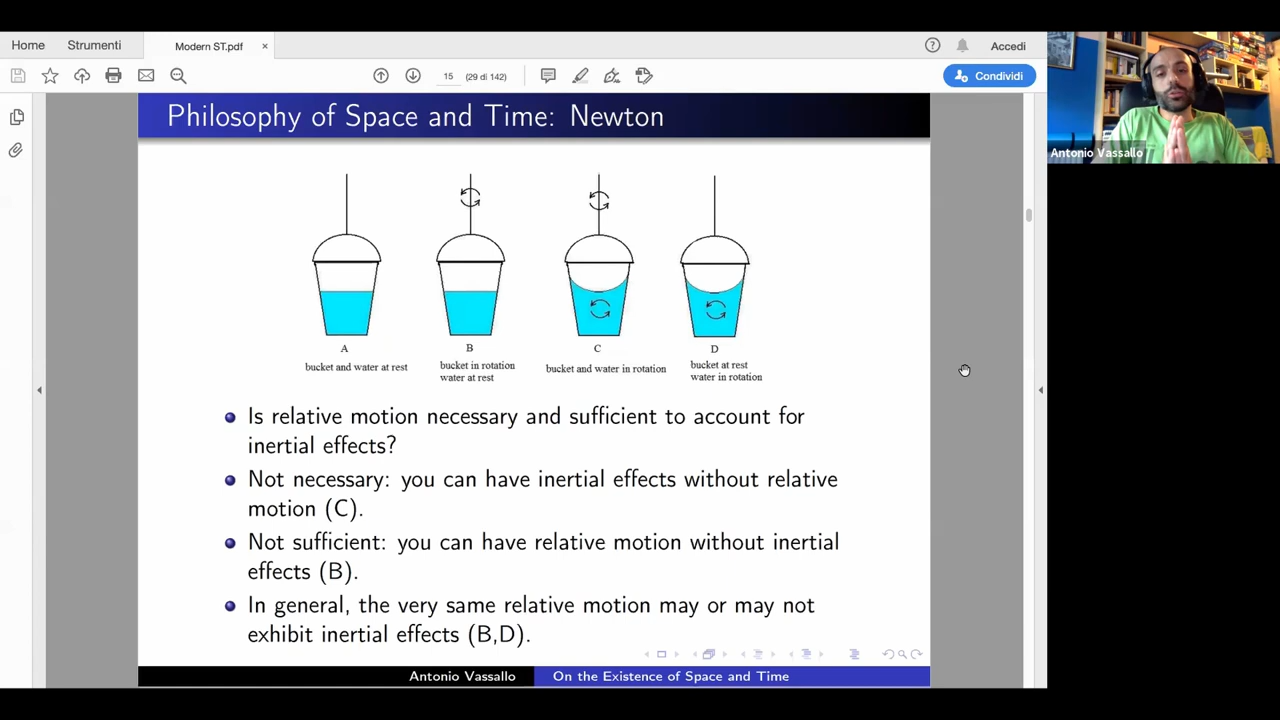 Home
Strumenti
Modern ST.pdf
×
Accedi
15
(29 di 142)
Condividi
Antonio Vassallo
Philosophy of Space and Time: Newton
A
B
C
D
bucket and water at rest
bucket in rotation
water at rest
bucket and water in rotation
bucket at rest
water in rotation
Is relative motion necessary and sufficient to account for
inertial effects?
Not necessary: you can have inertial effects without relative
motion (C).
Not sufficient: you can have relative motion without inertial
effects (B).
In general, the very same relative motion may or may not
exhibit inertial effects (B,D).
Antonio Vassallo
On the Existence of Space and Time